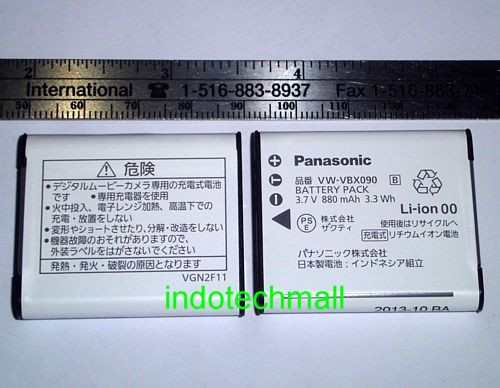 2 3 4 5
International ☎ 1-516-883-8937 Fax 1-516-883-7
50 60 70 80 90 100 110
⚠ 危険
●デジタルムービーカメラ専用の充電式電池
です
●専用充電器を使用
●火中投入、電子レンジ加熱、高温下での
充電・放置をしない
●変形やショートさせたり、分解・改造をしない
●機器故障のおそれがありますので、
外装ラベルをはがさないでください
発熱・発火・破裂の原因となります
VGN2F11
Panasonic
品番 VW-VBX090 B
BATTERY PACK
3.7 V 880 mAh 3.3 Wh
PS
E
株式会社
ザクティ
Li-ion 00
使用後はリサイクルへ
充電式 リチウムイオン電池
パナソニック株式会社
日本製電池:インドネシア組立
2013-10 BA
indotechmall